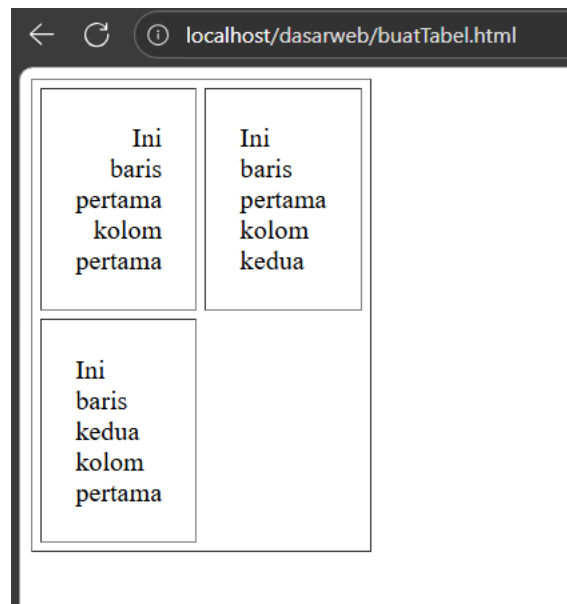 localhost/dasarweb/buatTabel.html
Ini
baris
pertama
kolom
pertama
Ini
baris
pertama
kolom
kedua
Ini
baris
kedua
kolom
pertama